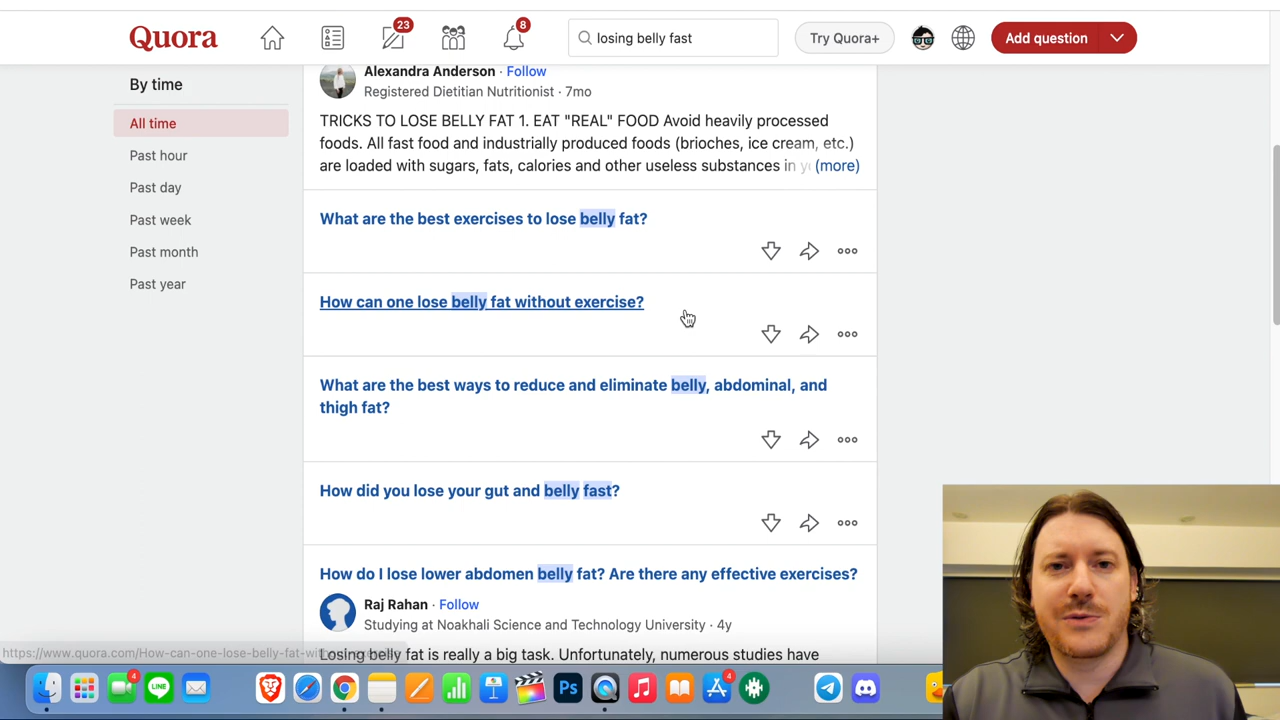 Quora
23
8
losing belly fast
Try Quora+
Add question
By time
All time
Past hour
Past day
Past week
Past month
Past year
Alexandra Anderson · Follow
Registered Dietitian Nutritionist · 7mo
TRICKS TO LOSE BELLY FAT 1. EAT "REAL" FOOD Avoid heavily processed
foods. All fast food and industrially produced foods (brioches, ice cream, etc.)
are loaded with sugars, fats, calories and other useless substances in (more)
What are the best exercises to lose belly fat?
How can one lose belly fat without exercise?
What are the best ways to reduce and eliminate belly, abdominal, and
thigh fat?
How did you lose your gut and belly fast?
How do I lose lower abdomen belly fat? Are there any effective exercises?
Raj Rahan · Follow
Studying at Noakhali Science and Technology University · 4y
Losing belly fat is really a big task. Unfortunately, numerous studies have
https://www.quora.com/How-can-one-lose-belly-fat-with
4
LINE
Ps
4